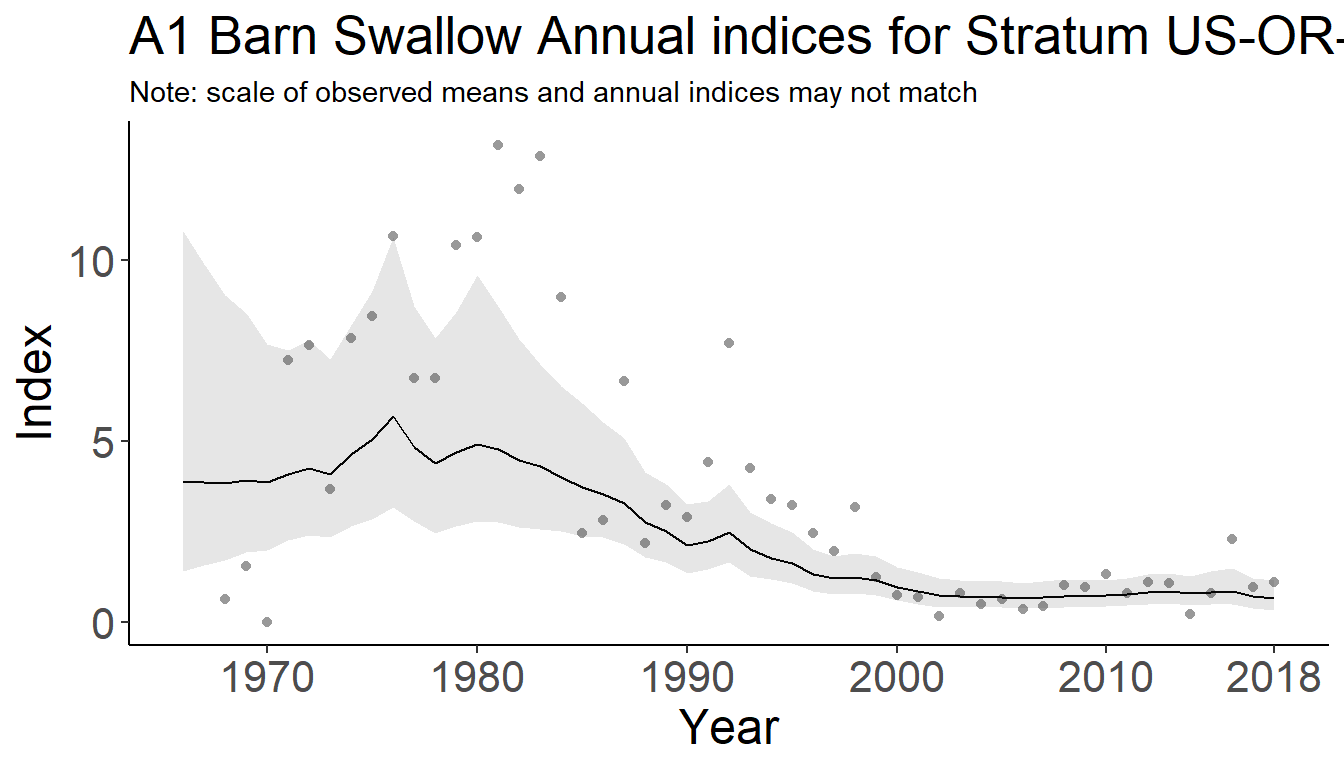 A1 Barn Swallow Annual indices for Stratum US-OR-
Note: scale of observed means and annual indices may not match
10
5
0
Index
1970 1980 1990 2000 2010 2018
Year